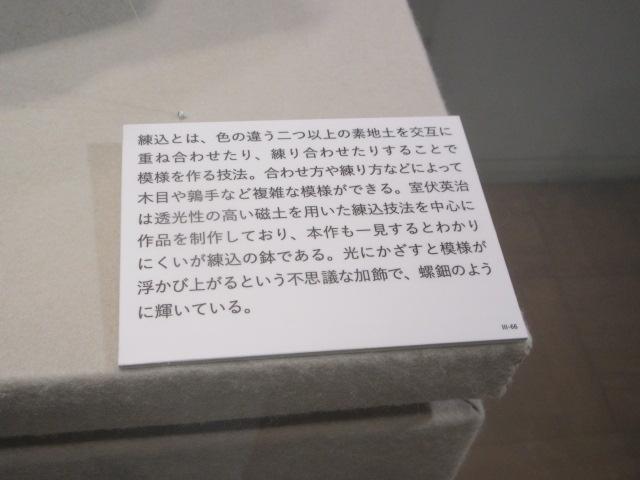 練込とは、色の違う二つ以上の素地土を交互に
重ね合わせたり、練り合わせたりすることで
模様を作る技法。合わせ方や練り方などによって
木目や鶉手など複雑な模様ができる。室伏英治
は透光性の高い磁土を用いた練込技法を中心に
作品を制作しており、本作も一見するとわかり
にくいが練込の鉢である。光にかざすと模様が
浮かび上がるという不思議な加飾で、螺鈿のよう
に輝いている。
III-66